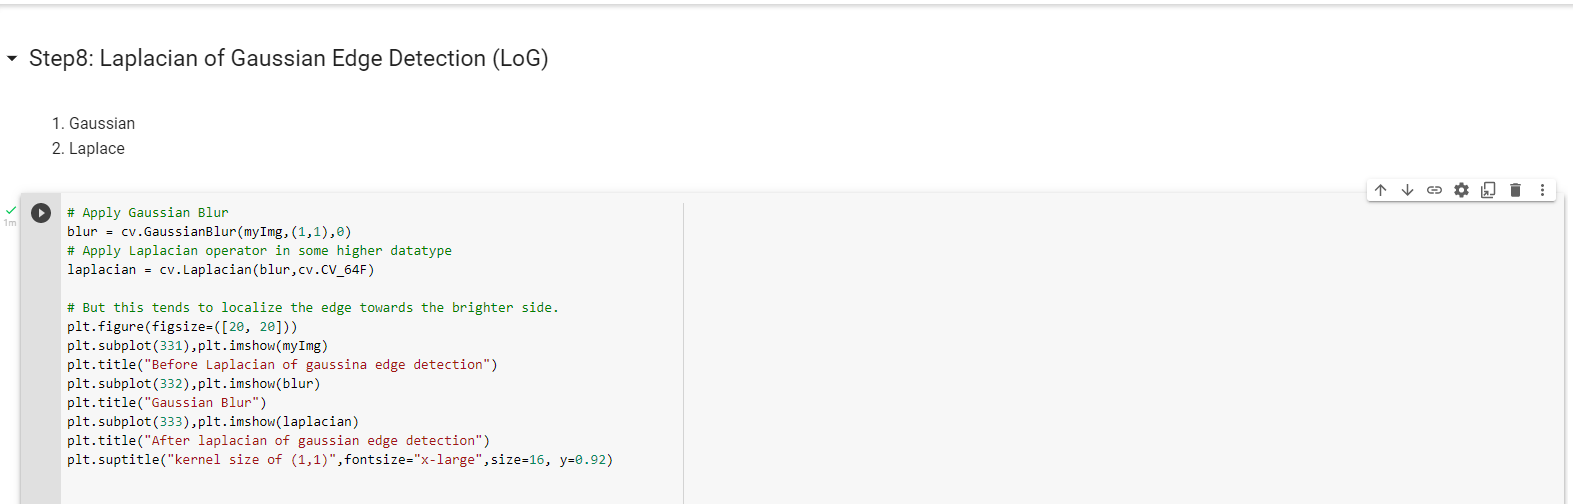 Step8: Laplacian of Gaussian Edge Detection (LoG)
1. Gaussian
2. Laplace
1m
# Apply Gaussian Blur
blur = cv.GaussianBlur(myImg,(1,1),0)
# Apply Laplacian operator in some higher datatype
laplacian = cv.Laplacian(blur,cv.CV_64F)
# But this tends to localize the edge towards the brighter side.
plt.figure(figsize=([20, 20]))
plt.subplot(331),plt.imshow(myImg)
plt.title("Before Laplacian of gaussina edge detection")
plt.subplot(332),plt.imshow(blur)
plt.title("Gaussian Blur")
plt.subplot(333),plt.imshow(laplacian)
plt.title("After laplacian of gaussian edge detection")
plt.suptitle("kernel size of (1,1)",fontsize="x-large",size=16, y=0.92)